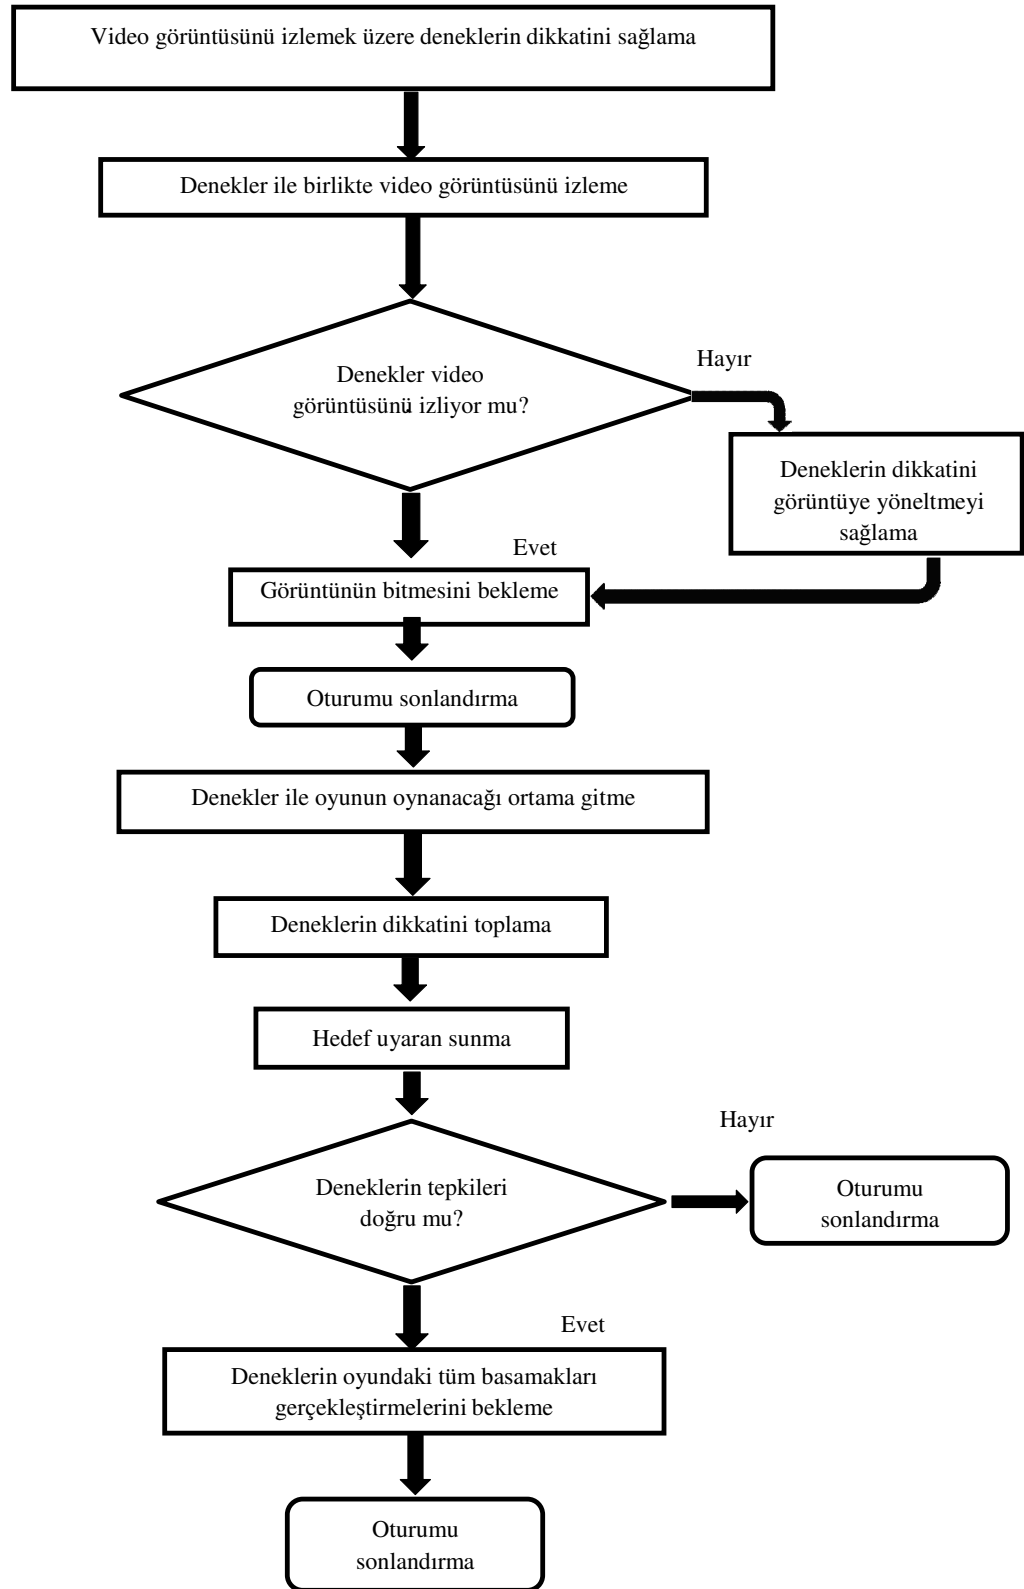 Video görüntüsünü izlemek üzere deneklerin dikkatini sağlama
Denekler ile birlikte video görüntüsünü izleme
Denekler video
görüntüsünü izliyor mu?
Hayır
Deneklerin dikkatini
görüntüye yöneltmeyi
sağlama
Evet
Görüntünün bitmesini bekleme
Oturumu sonlandırma
Denekler ile oyunun oynanacağı ortama gitme
Deneklerin dikkatini toplama
Hedef uyaran sunma
Deneklerin tepkileri
doğru mu?
Hayır
Oturumu
sonlandırma
Evet
Deneklerin oyundaki tüm basamakları
gerçekleştirmelerini bekleme
Oturumu
sonlandırma